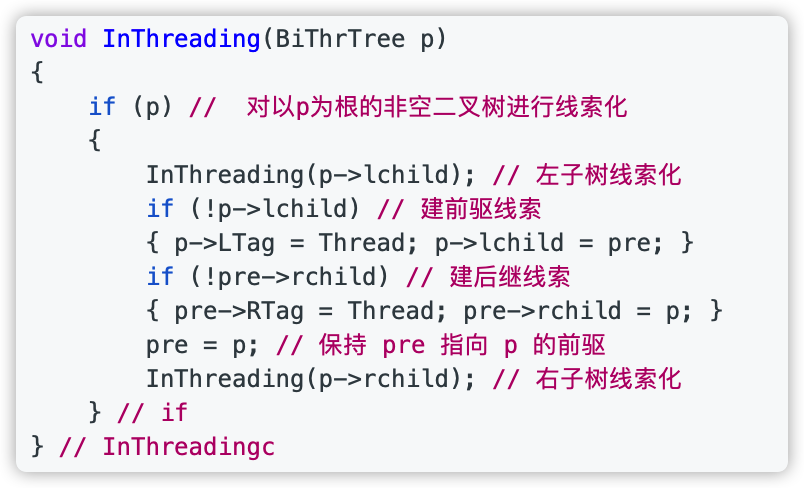 void InThreading(BiThrTree p)
{
    if (p) //  对以p为根的非空二叉树进行线索化
    {
        InThreading(p->lchild); // 左子树线索化
        if (!p->lchild) // 建前驱线索
        { p->LTag = Thread; p->lchild = pre; }
        if (!pre->rchild) // 建后继线索
        { pre->RTag = Thread; pre->rchild = p; }
        pre = p; // 保持 pre 指向 p 的前驱
        InThreading(p->rchild); // 右子树线索化
    } // if
} // InThreadingc